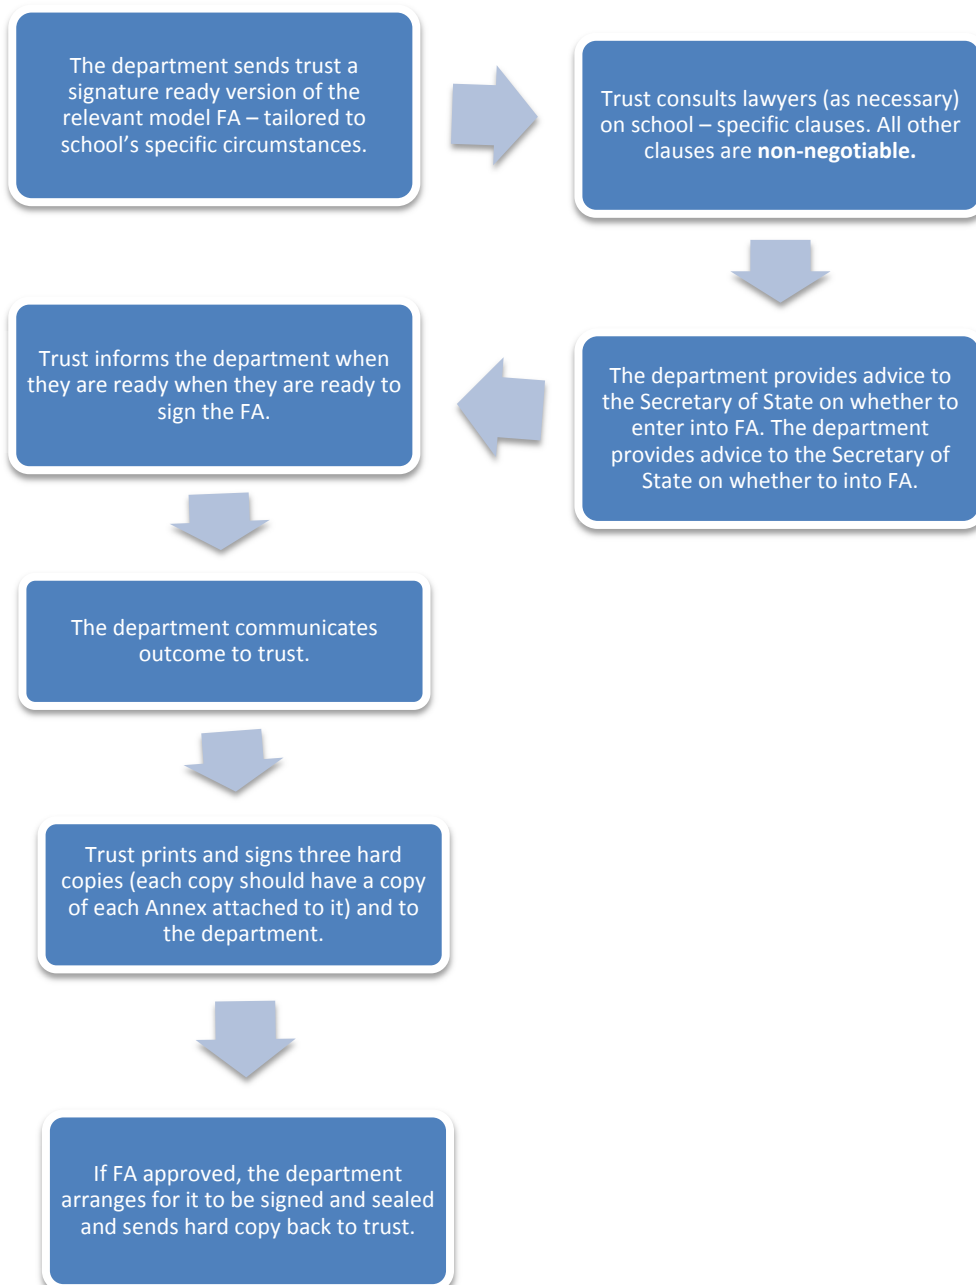 The department sends trust a
signature ready version of the
relevant model FA – tailored to
school’s specific circumstances.
Trust consults lawyers (as necessary)
on school – specific clauses. All other
clauses are non-negotiable.
The department provides advice to
the Secretary of State on whether to
enter into FA. The department
provides advice to the Secretary of
State on whether to into FA.
Trust informs the department when
they are ready when they are ready to
sign the FA.
The department communicates
outcome to trust.
Trust prints and signs three hard
copies (each copy should have a copy
of each Annex attached to it) and to
the department.
If FA approved, the department
arranges for it to be signed and sealed
and sends hard copy back to trust.